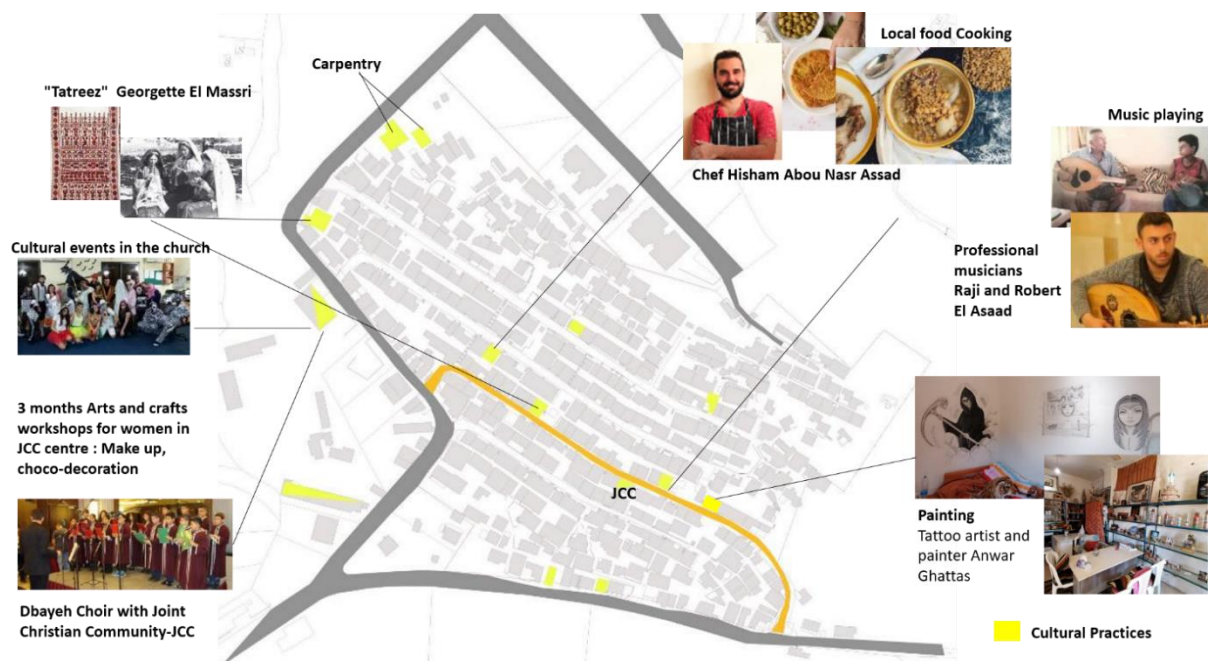 Carpentry
"Tatreez"  Georgette El Massri
Local food Cooking
Chef Hisham Abou Nasr Assad
Music playing
Cultural events in the church
Professional
musicians
Raji and Robert
El Asaad
3 months Arts and crafts
workshops for women in
JCC centre : Make up,
choco-decoration
JCC
Painting
Tattoo artist and
painter Anwar
Ghattas
Dbayeh Choir with Joint
Christian Community-JCC
Cultural Practices